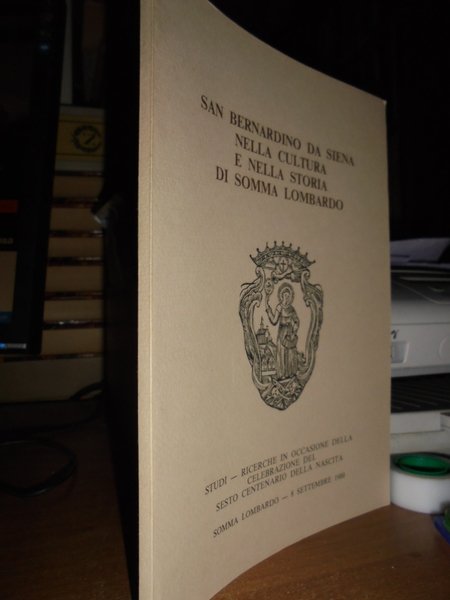 SAN BERNARDINO DA SIENA
NELLA CULTURA
E NELLA STORIA
DI SOMMA LOMBARDO
STUDI — RICERCHE IN OCCASIONE DELLA
CELEBRAZIONE DEL
SESTO CENTENARIO DELLA NASCITA
SOMMA LOMBARDO — 8 SETTEMBRE 1980